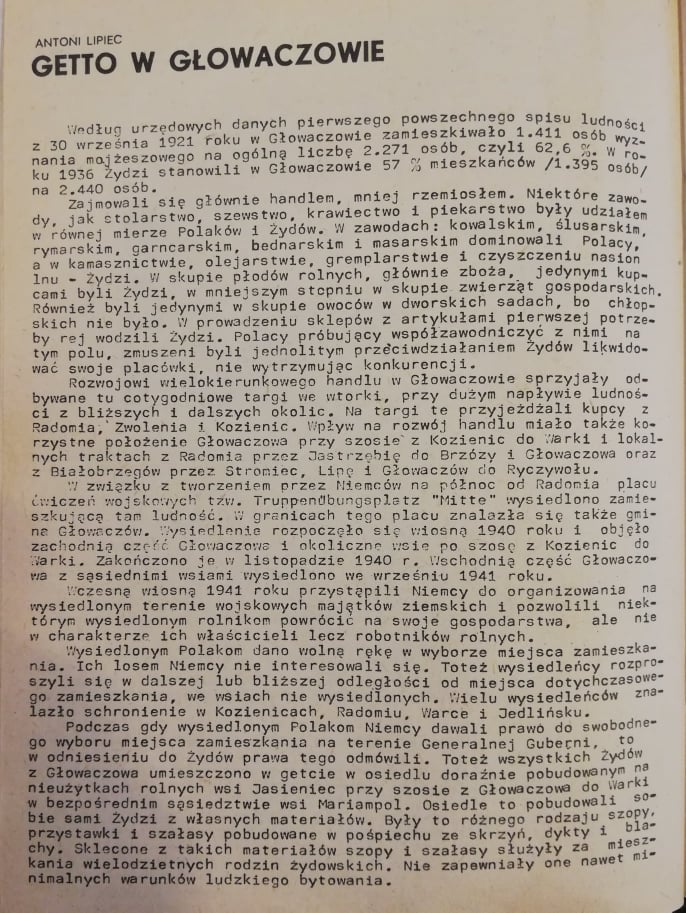 ANTONI LIPIEC
GETTO W GŁOWACZOWIE
Według urzędowych danych pierwszego powszechnego spisu ludności
z 30 września 1921 roku w Głowaczowie zamieszkiwało 1.411 osób wyz-
nania mojżeszowego na ogólną liczbę 2.271 osób, czyli 62,6 %. W ro-
ku 1936 Żydzi stanowili w Głowaczowie 57 % mieszkańców /1.395 osób/
na 2.440 osób.
Zajmowali się głównie handlem, mniej rzemiosłem. Niektóre zawo-
dy, jak stolarstwo, szewstwo, krawiectwo i piekarstwo były udziałem
w równej mierze Polaków i Żydów. W zawodach: kowalskim, ślusarskim,
rymarskim, garncarskim, bednarskim i masarskim dominowali Polacy,
a w kamasznictwie, olejarstwie, gremplarstwie i czyszczeniu nasion
lnu - Żydzi. W skupie płodów rolnych, głównie zboża, jedynymi kup-
cami byli Żydzi, w mniejszym stopniu w skupie zwierząt gospodarskich.
Również byli jedynymi w skupie owoców w dworskich sadach, bo chłop-
skich nie było. W prowadzeniu sklepów z artykułami pierwszej potrze-
by rej wodzili Żydzi. Polacy próbujący współzawodniczyć z nimi na
tym polu, zmuszeni byli jednolitym przeciwdziałaniem Żydów likwido-
wać swoje placówki, nie wytrzymując konkurencji.
Rozwojowi wielokierunkowego handlu w Głowaczowie sprzyjały od-
bywane tu cotygodniowe targi we wtorki, przy dużym napływie ludnoś-
ci z bliższych i dalszych okolic. Na targi te przyjeżdżali kupcy z
Radomia, Zwolenia i Kozienic. Wpływ na rozwój handlu miało także ko-
rzystne położenie Głowaczowa przy szosie z Kozienic do Warki i lokal-
nych traktach z Radomia przez Jastrzębię do Brzózy i Głowaczowa oraz
z Białobrzegów przez Stromiec, Lipę i Głowaczów do Ryczywołu.
W związku z tworzeniem przez Niemców na północ od Radomia placu
ćwiczeń wojskowych tzw. Truppenübungsplatz "Mitte" wysiedlono zamie-
szkującą tam ludność. W granicach tego placu znalazła się także gmi-
na Głowaczów. Wysiedlenie rozpoczęło się wiosną 1940 roku i objęło
zachodnią część Głowaczowa i okoliczne wsie po szosę z Kozienic do
Warki. Zakończono je w listopadzie 1940 r. Wschodnią część Głowaczo-
wa z sąsiednimi wsiami wysiedlono we wrześniu 1941 roku.
Wczesną wiosną 1941 roku przystąpili Niemcy do organizowania na
wysiedlonym terenie wojskowych majątków ziemskich i pozwolili niek-
tórym wysiedlonym rolnikom powrócić na swoje gospodarstwa, ale nie
w charakterze ich właścicieli lecz robotników rolnych.
Wysiedlonym Polakom dano wolną rękę w wyborze miejsca zamieszka-
nia. Ich losem Niemcy nie interesowali się. Toteż wysiedleńcy rozpro-
szyli się w dalszej lub bliższej odległości od miejsca dotychczasowe-
go zamieszkania, we wsiach nie wysiedlonych. Wielu wysiedleńców zna-
lazło schronienie w Kozienicach, Radomiu, Warce i Jedlińsku.
Podczas gdy wysiedlonym Polakom Niemcy dawali prawo do swobodne-
go wyboru miejsca zamieszkania na terenie Generalnej Guberni, to
w odniesieniu do Żydów prawa tego odmówili. Toteż wszystkich Żydów
z Głowaczowa umieszczono w getcie w osiedlu doraźnie pobudowanym na
nieużytkach rolnych wsi Jasieniec przy szosie z Głowaczowa do Warki
w bezpośrednim sąsiedztwie wsi Mariampol. Osiedle to pobudowali so-
bie sami Żydzi z własnych materiałów. Były to różnego rodzaju szopy,
przystawki i szałasy pobudowane w pośpiechu ze skrzyń, dykty i bla-
chy. Sklecone z takich materiałów szopy i szałasy służyły za miesz-
kania wielodzietnych rodzin żydowskich. Nie zapewniały one nawet mi-
nimalnych warunków ludzkiego bytowania.